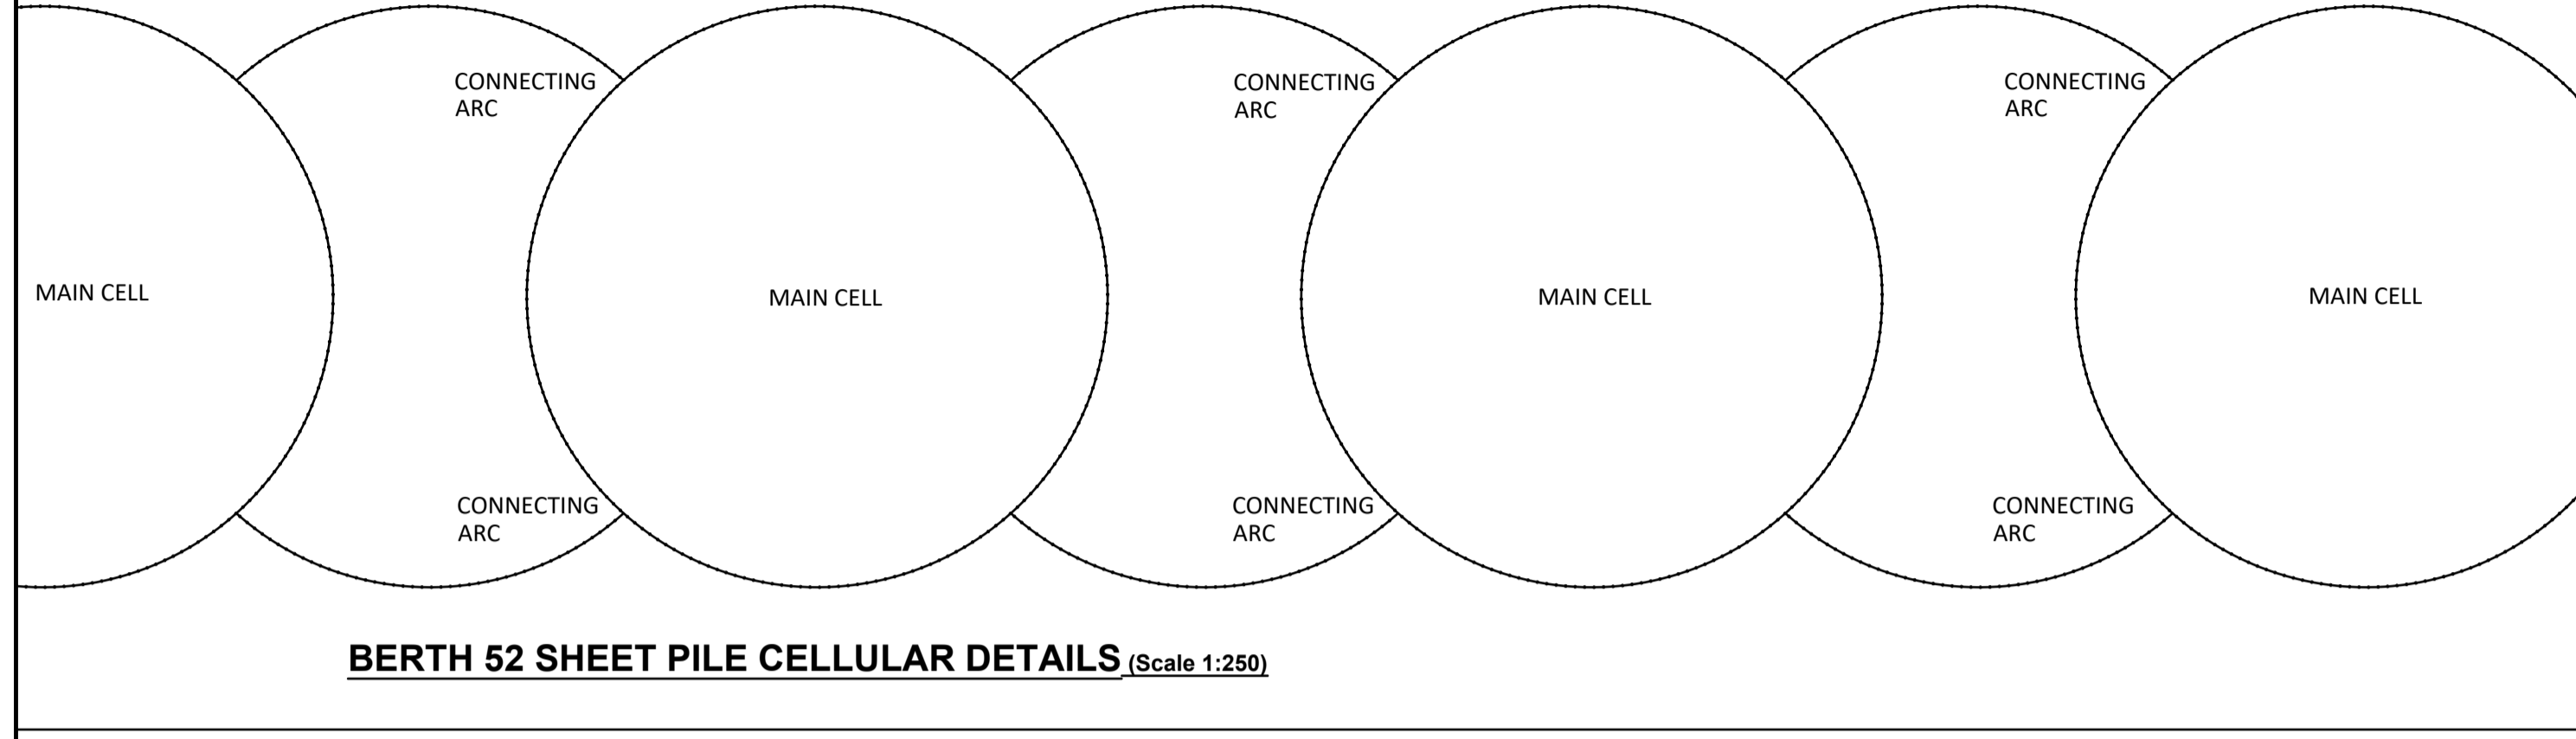 CONNECTING
ARC
CONNECTING
ARC
CONNECTING
ARC
MAIN CELL
MAIN CELL
MAIN CELL
MAIN CELL
CONNECTING
ARC
CONNECTING
ARC
CONNECTING
ARC
BERTH 52 SHEET PILE CELLULAR DETAILS (Scale 1:250)